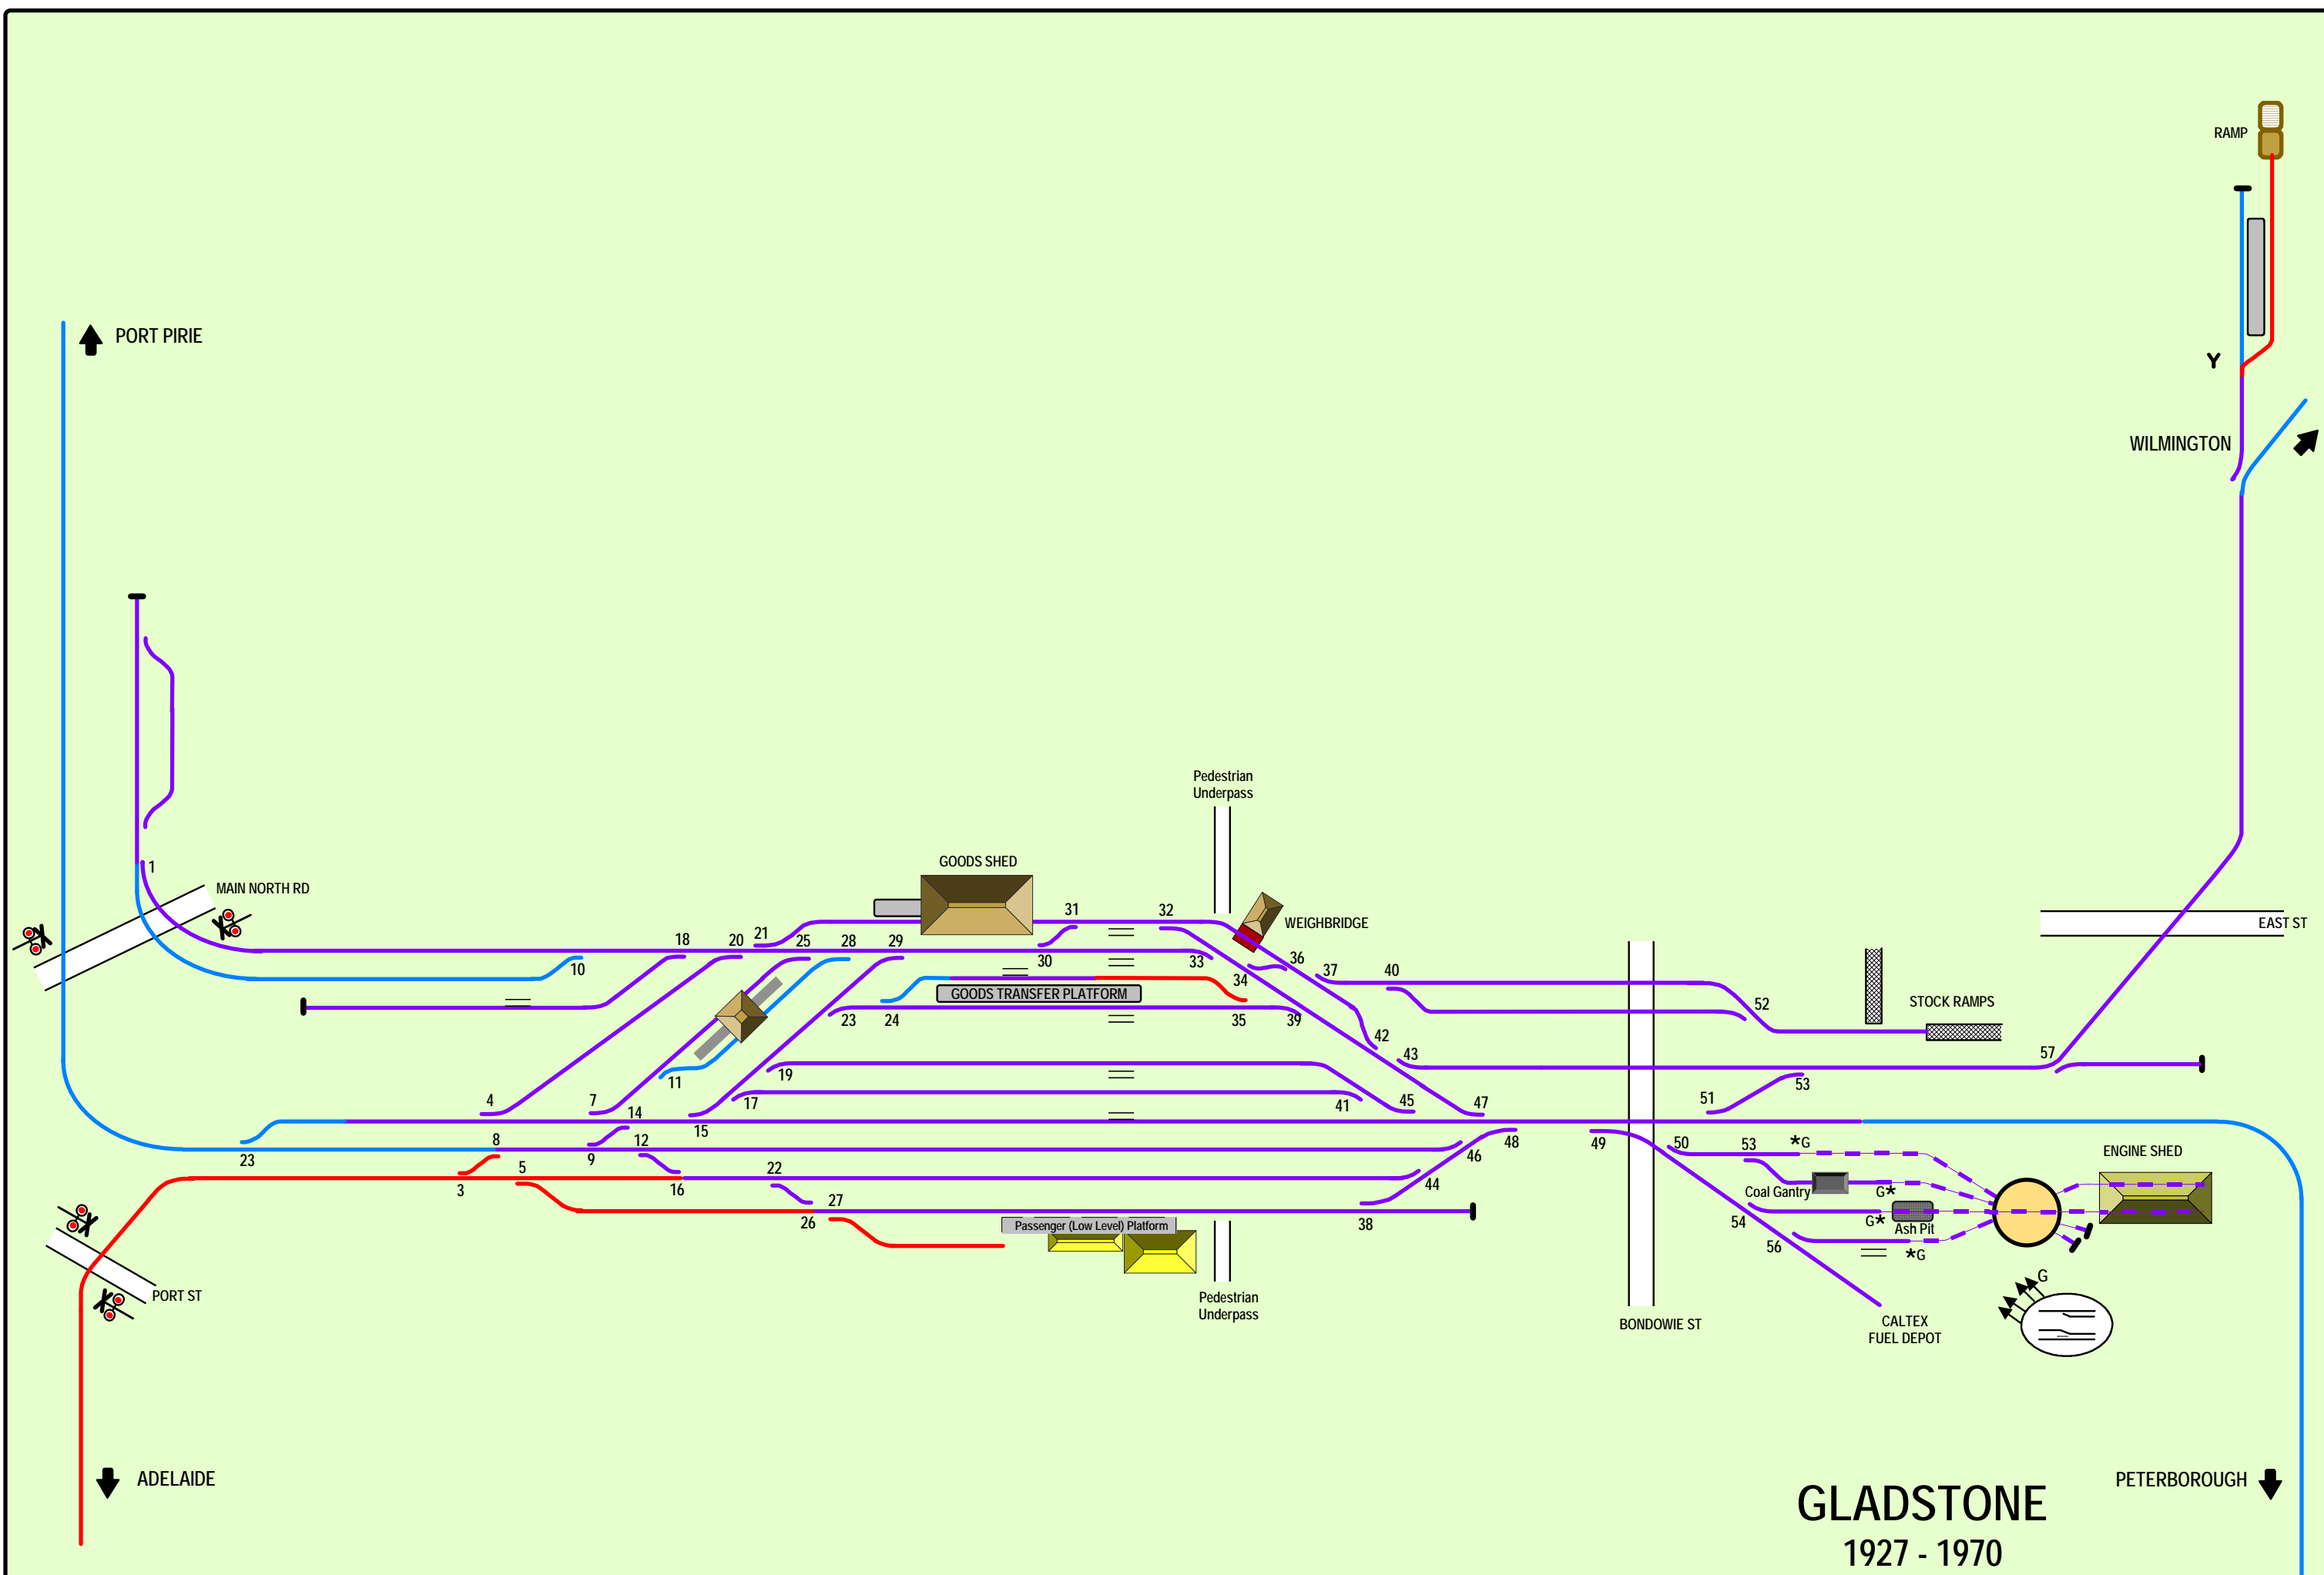 RAMP
PORT PIRIE
Y
WILMINGTON
Pedestrian
Underpass
GOODS SHED
1
MAIN NORTH RD
31
32
WEIGHBRIDGE
EAST ST
18
20
21
25
28
29
10
30
33
34
36
37
40
GOODS TRANSFER PLATFORM
23
24
35
39
52
STOCK RAMPS
42
43
57
11
19
53
4
7
17
41
45
47
51
14
15
23
8
9
12
46
48
49
50
53
*G
ENGINE SHED
3
5
16
22
44
Coal Gantry
G*
26
27
Passenger (Low Level) Platform
38
54
G*
Ash Pit
56
*G
PORT ST
Pedestrian
Underpass
BONDOWIE ST
CALTEX
FUEL DEPOT
G
ADELAIDE
PETERBOROUGH
GLADSTONE
1927 - 1970